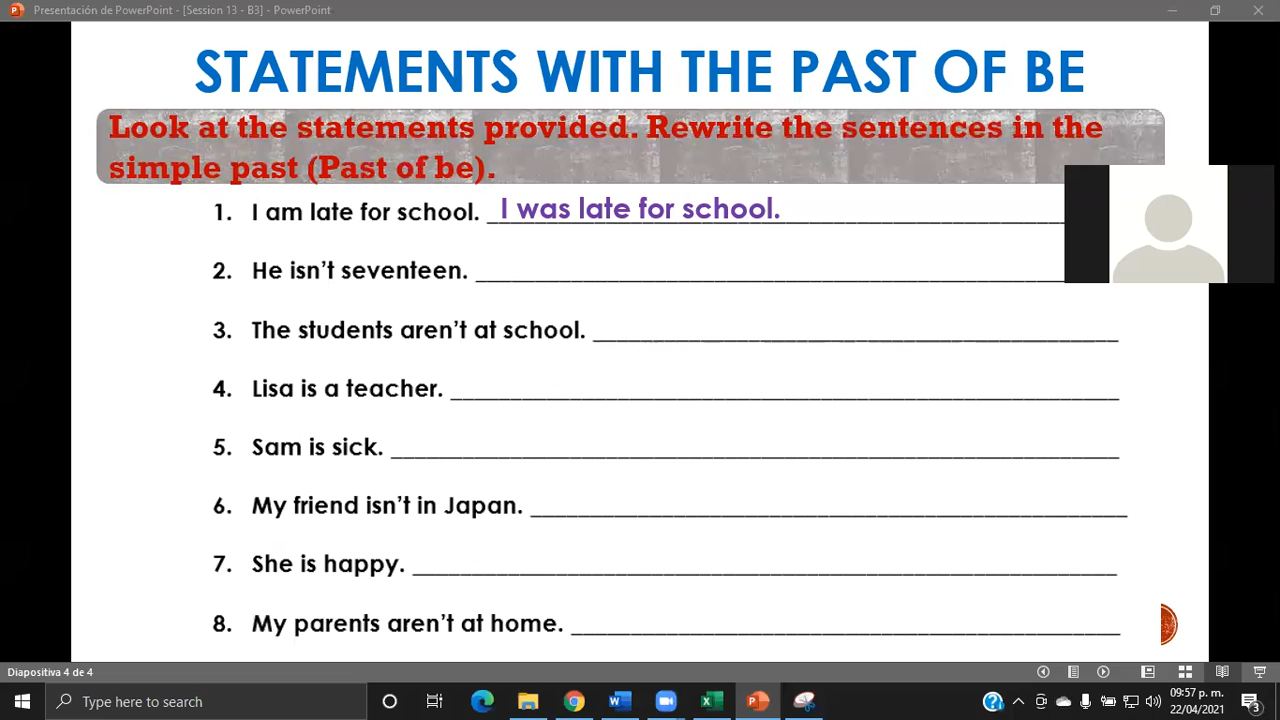 Presentación de PowerPoint - [Session 13 - B3] - PowerPoint
STATEMENTS WITH THE PAST OF BE
Look at the statements provided. Rewrite the sentences in the
simple past (Past of be).
1. I am late for school. I was late for school.
2. He isn't seventeen.
3. The students aren't at school.
4. Lisa is a teacher.
5. Sam is sick.
6. My friend isn't in Japan.
7. She is happy.
8. My parents aren't at home.
Diapositiva 4 de 4
Type here to search
09:57 p. m.
22/04/2021
3